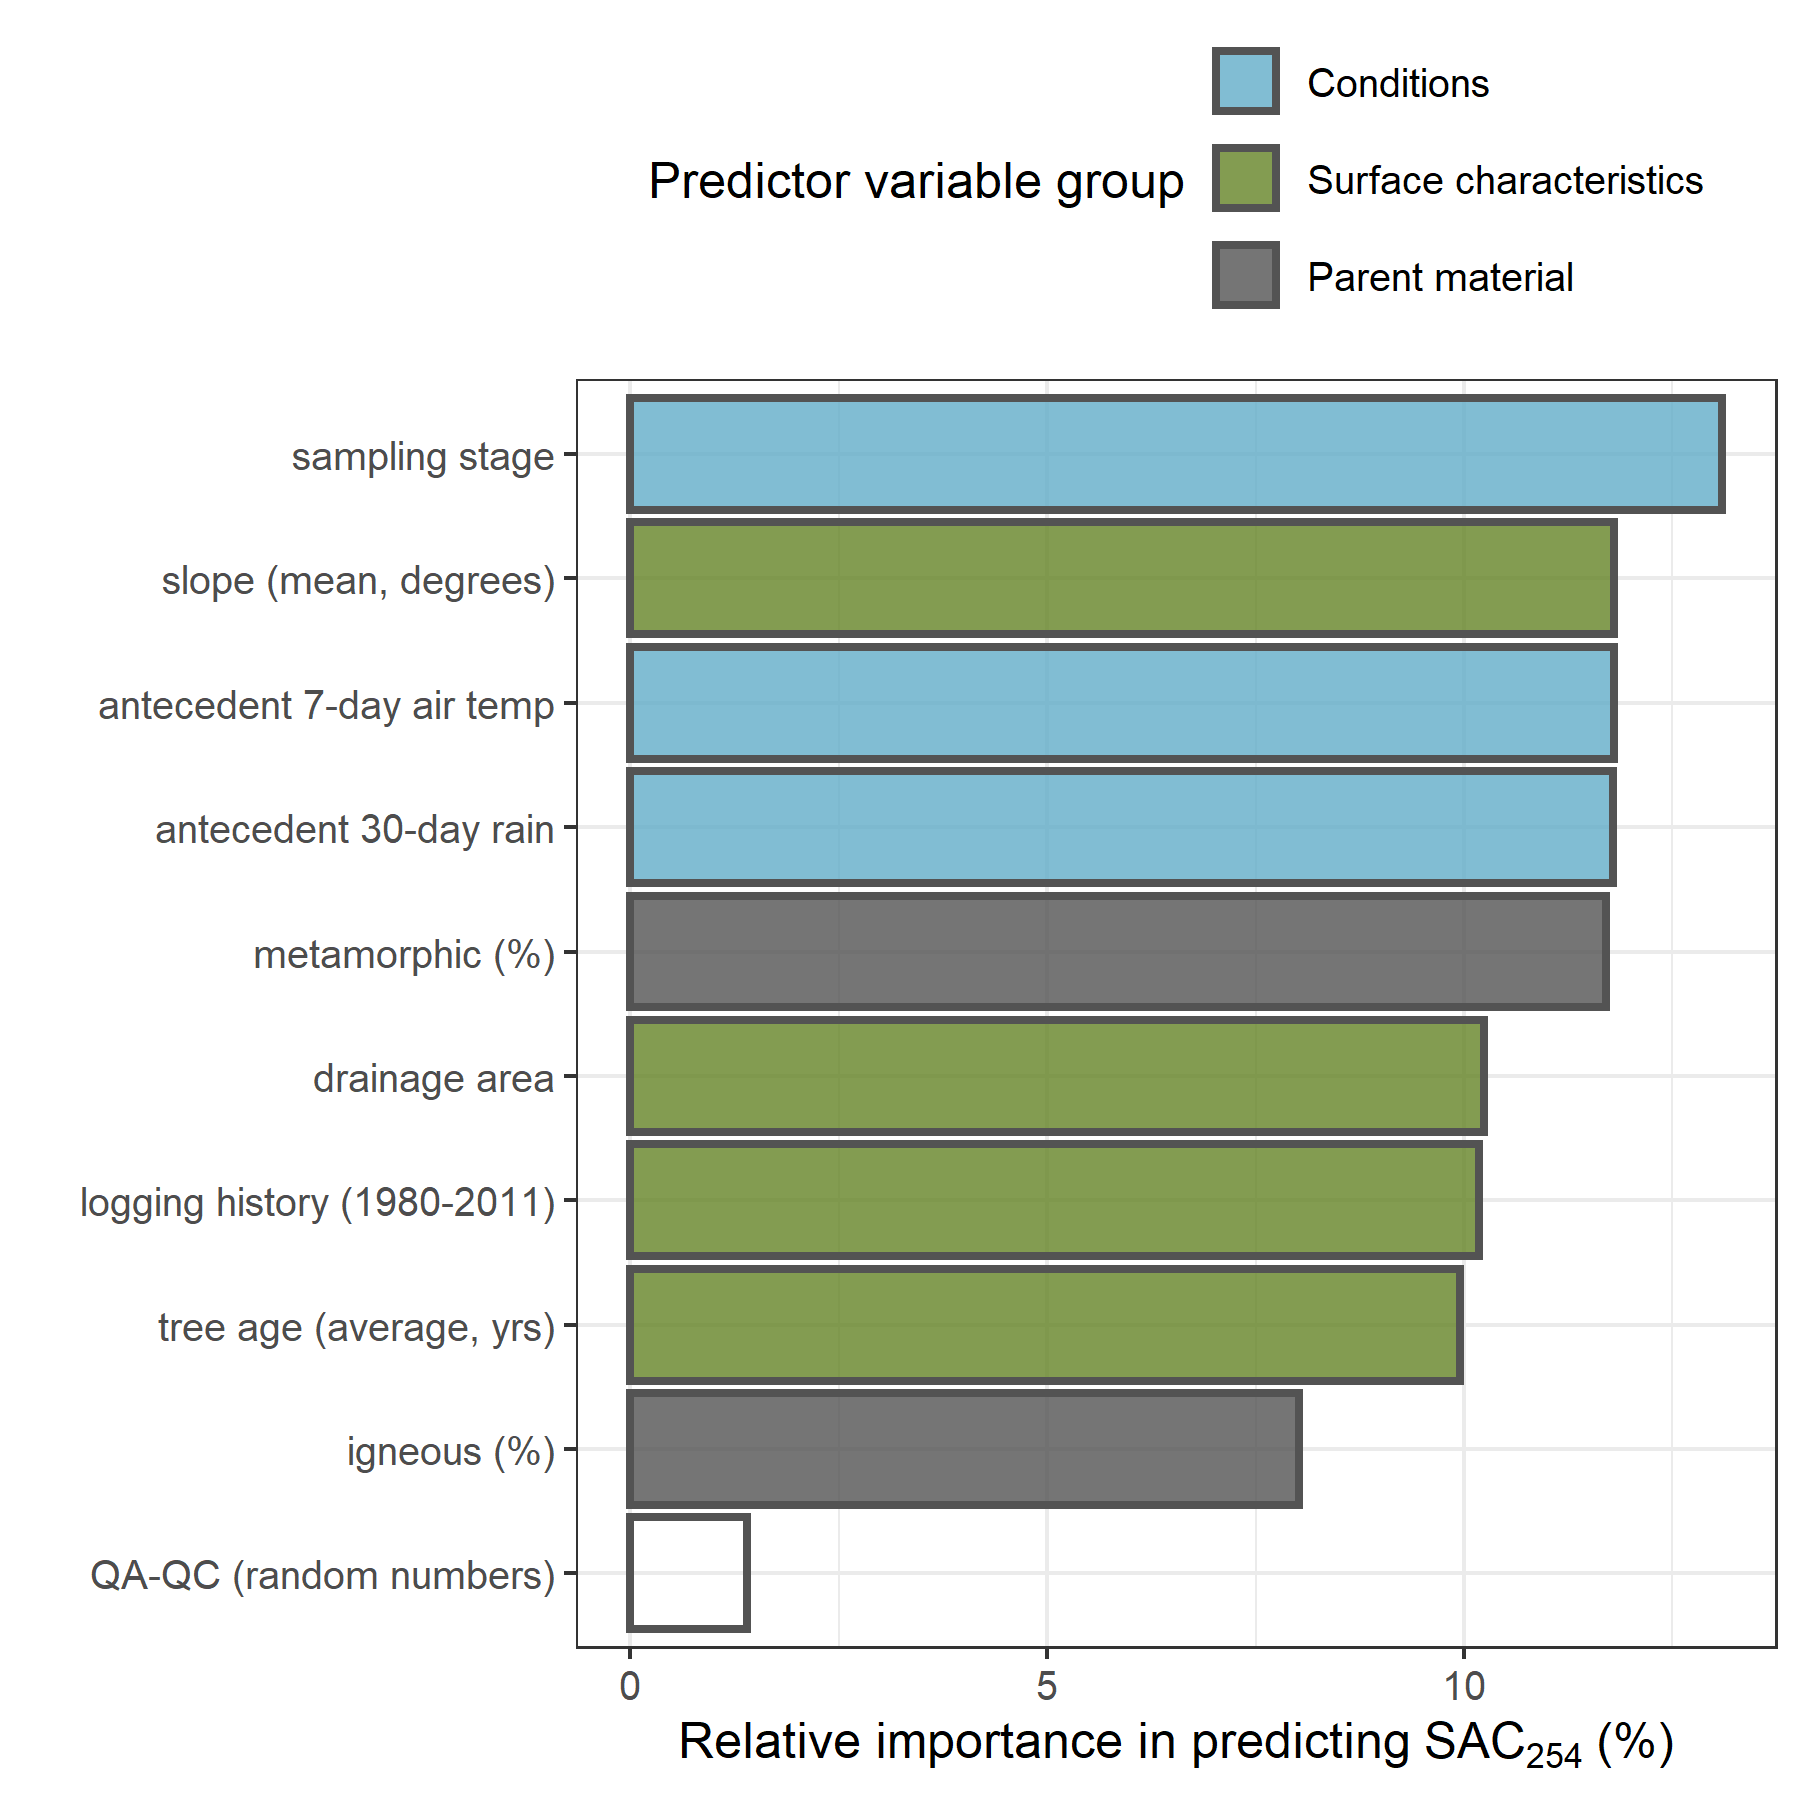 Predictor variable group
Conditions
Surface characteristics
Parent material
sampling stage
slope (mean, degrees)
antecedent 7-day air temp
antecedent 30-day rain
metamorphic (%)
drainage area
logging history (1980-2011)
tree age (average, yrs)
igneous (%)
QA-QC (random numbers)
0 5 10
Relative importance in predicting SAC₂₅₄ (%)